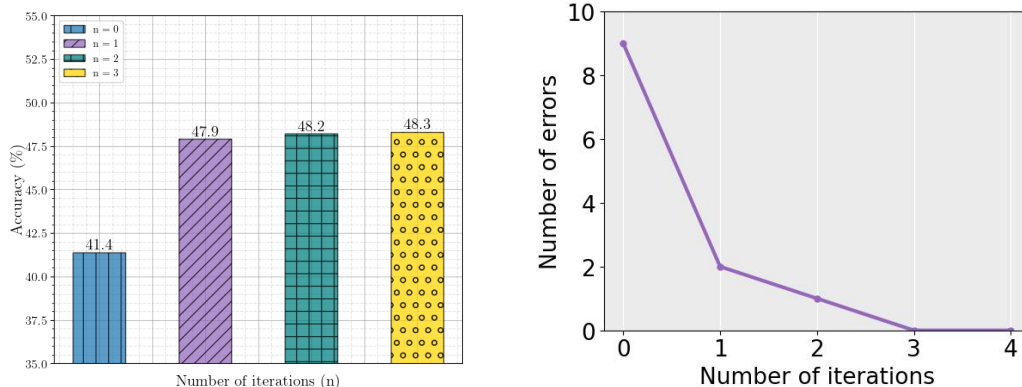 55.0
52.5
50.0
47.5
45.0
42.5
40.0
37.5
35.0
Accuracy (%)
n = 0
n = 1
n = 2
n = 3
41.4
47.9
48.2
48.3
Number of iterations (n)
10
8
6
4
2
0
Number of errors
0 1 2 3 4
Number of iterations